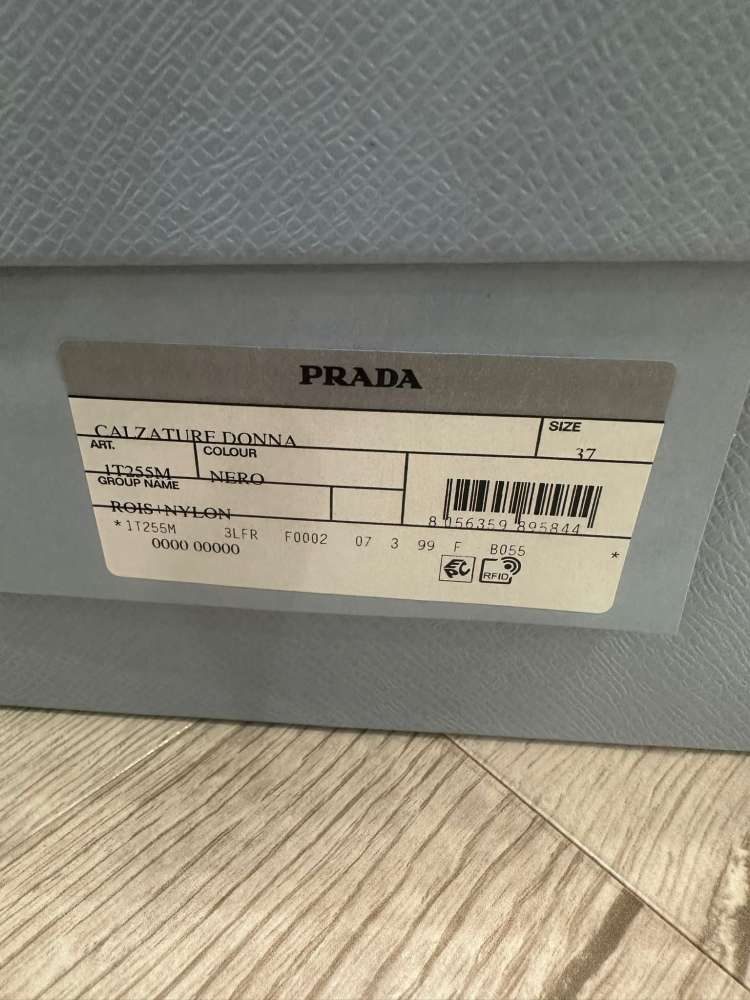 PRADA
CALZATURE DONNA
SIZE
37
ART.
1T255M
COLOUR
NERO
GROUP NAME
ROIS+NYLON
8 056359 895844
*1T255M 3LFR F0002 07 3 99 F B055 *
0000 00000
EPC RFID